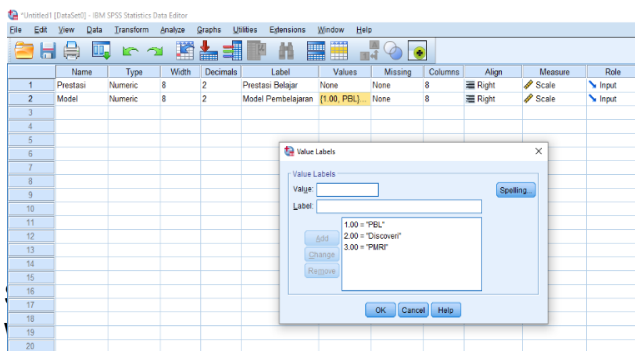 *Untitled1 [DataSet0] - IBM SPSS Statistics Data Editor
File Edit View Data Transform Analyze Graphs Utilities Extensions Window Help
Name Type Width Decimals Label Values Missing Columns Align Measure Role
1 Prestasi Numeric 8 2 Prestasi Belajar None None 8 Right Scale Input
2 Model Numeric 8 2 Model Pembelajaran {1.00, PBL}... None 8 Right Scale Input
3
4
5
6
7
8
9
10
11
12
13
14
15
16
17
18
19
20
Value Labels
Value Labels
Value:
Spelling...
Label:
1.00 = "PBL"
Add
2.00 = "Discoveri"
Change
3.00 = "PMRI"
Remove
OK Cancel Help